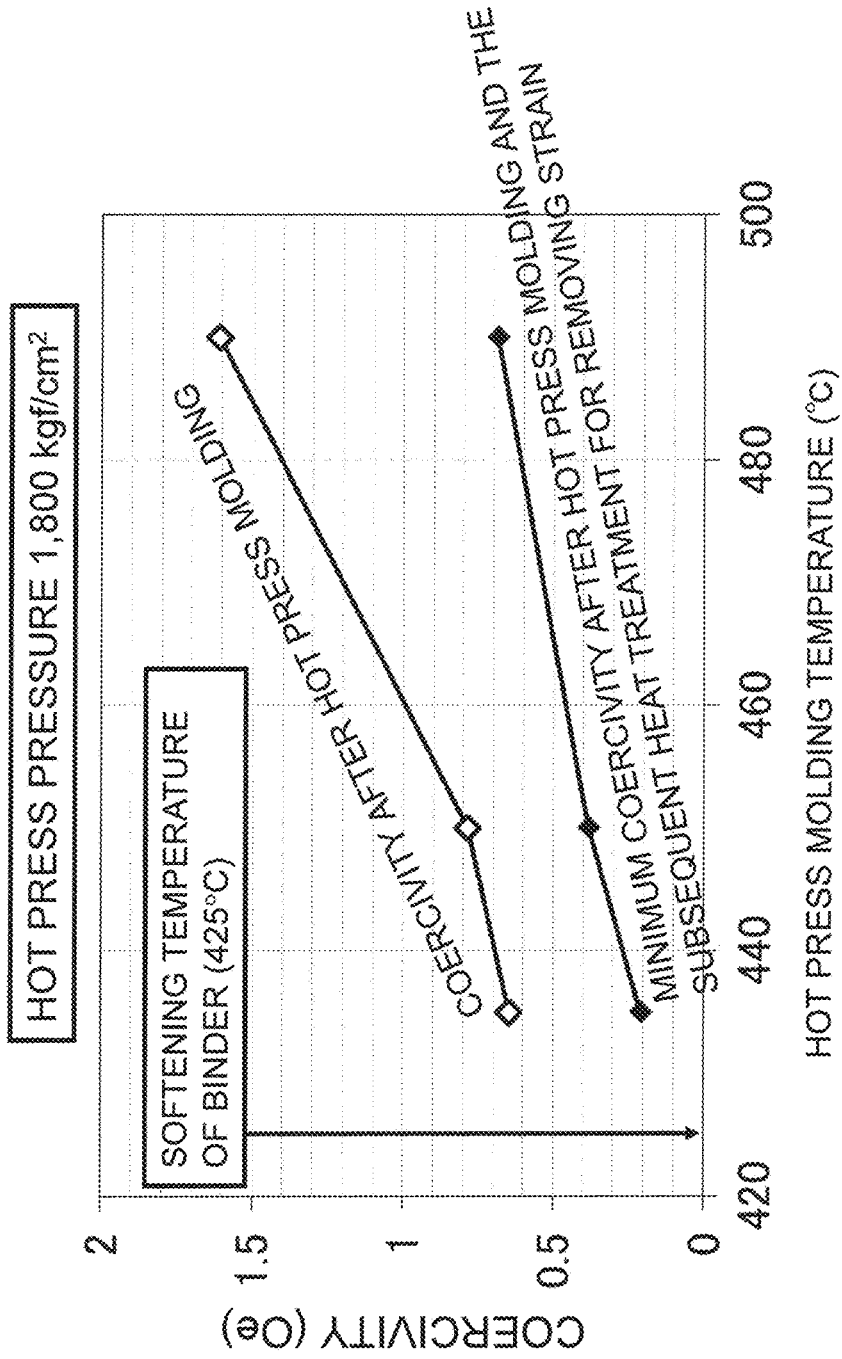 HOT PRESS PRESSURE 1,800 kgf/cm²
SOFTENING TEMPERATURE
OF BINDER (425°C)
COERCIVITY AFTER HOT PRESS MOLDING
MINIMUM COERCIVITY AFTER HOT PRESS MOLDING AND THE
SUBSEQUENT HEAT TREATMENT FOR REMOVING STRAIN
COERCIVITY (Oe)
2
1.5
1
0.5
0
420
440
460
480
500
HOT PRESS MOLDING TEMPERATURE (°C)